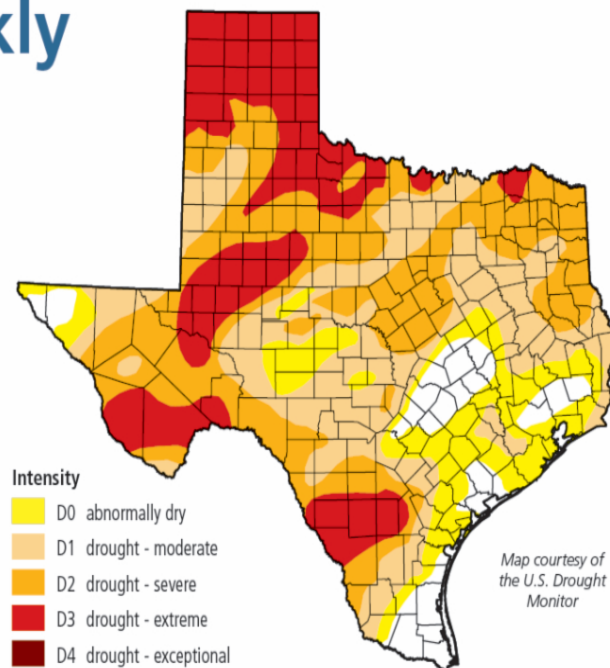 kly
Intensity
D0 abnormally dry
D1 drought - moderate
D2 drought - severe
D3 drought - extreme
D4 drought - exceptional
Map courtesy of
the U.S. Drought
Monitor